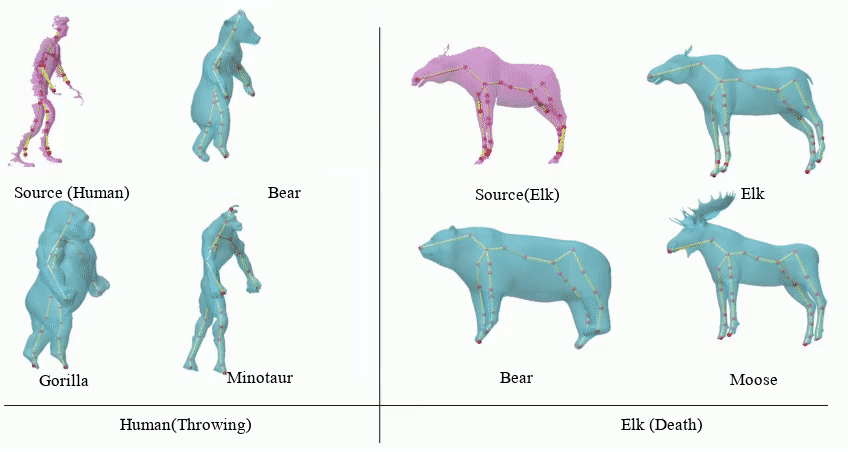 Source (Human)
Bear
Gorilla
Minotaur
Human(Throwing)
Source(Elk)
Elk
Bear
Moose
Elk (Death)